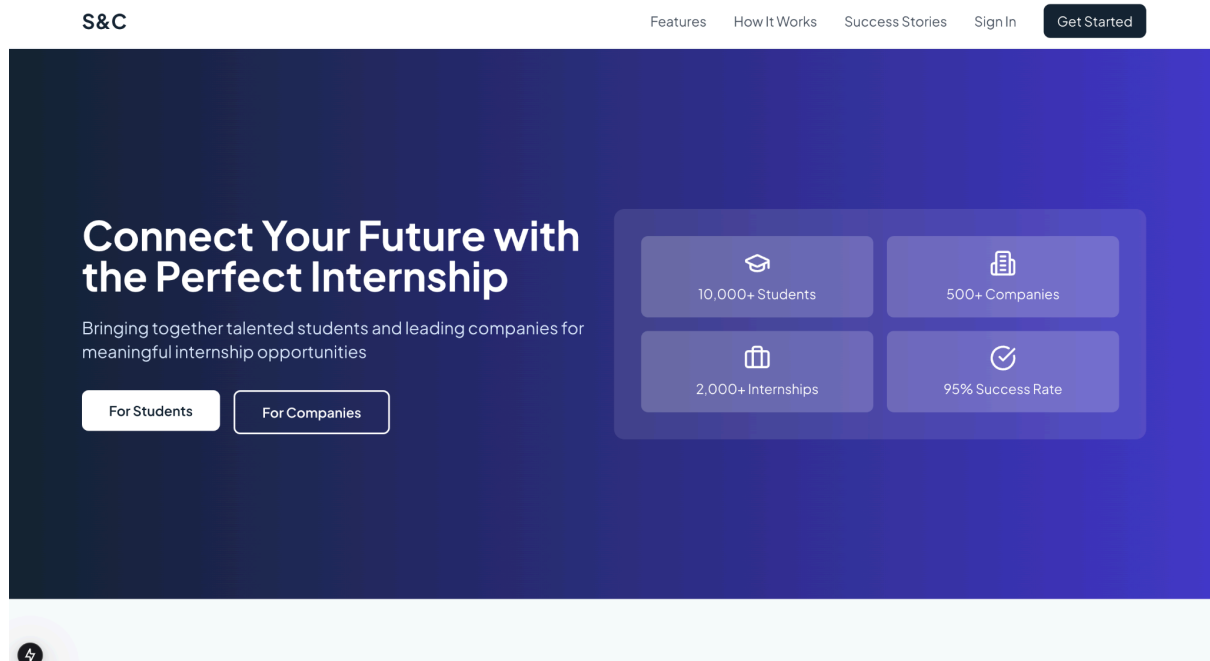 S&C
Features
How It Works
Success Stories
Sign In
Get Started
Connect Your Future with
the Perfect Internship
Bringing together talented students and leading companies for
meaningful internship opportunities
For Students
For Companies
10,000+ Students
500+ Companies
2,000+ Internships
95% Success Rate